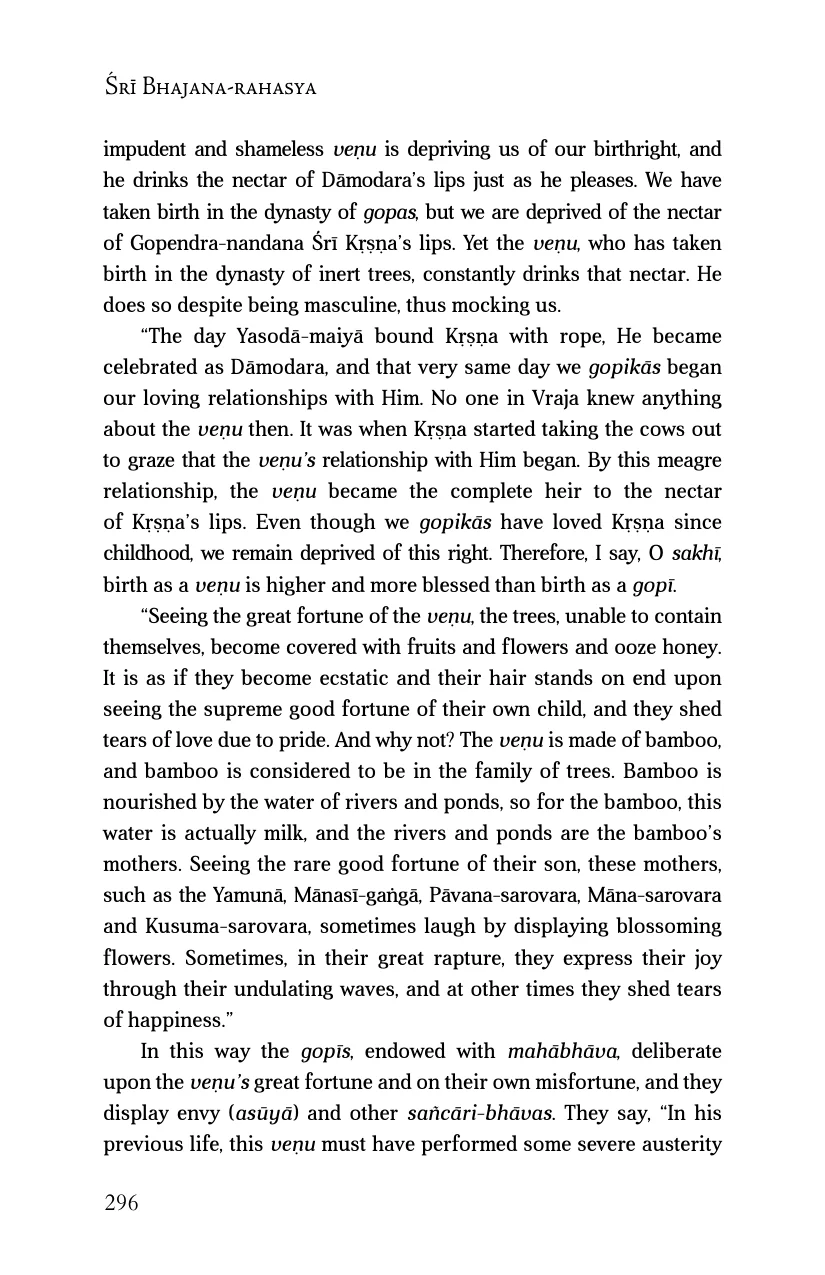 Śrī Bhajana-rahasya
impudent and shameless veṇu is depriving us of our birthright, and
he drinks the nectar of Dāmodara’s lips just as he pleases. We have
taken birth in the dynasty of gopas, but we are deprived of the nectar
of Gopendra-nandana Śrī Kṛṣṇa’s lips. Yet the veṇu, who has taken
birth in the dynasty of inert trees, constantly drinks that nectar. He
does so despite being masculine, thus mocking us.
“The day Yasodā-maiyā bound Kṛṣṇa with rope, He became
celebrated as Dāmodara, and that very same day we gopikās began
our loving relationships with Him. No one in Vraja knew anything
about the veṇu then. It was when Kṛṣṇa started taking the cows out
to graze that the veṇu’s relationship with Him began. By this meagre
relationship, the veṇu became the complete heir to the nectar
of Kṛṣṇa’s lips. Even though we gopikās have loved Kṛṣṇa since
childhood, we remain deprived of this right. Therefore, I say, O sakhī,
birth as a veṇu is higher and more blessed than birth as a gopī.
“Seeing the great fortune of the veṇu, the trees, unable to contain
themselves, become covered with fruits and flowers and ooze honey.
It is as if they become ecstatic and their hair stands on end upon
seeing the supreme good fortune of their own child, and they shed
tears of love due to pride. And why not? The veṇu is made of bamboo,
and bamboo is considered to be in the family of trees. Bamboo is
nourished by the water of rivers and ponds, so for the bamboo, this
water is actually milk, and the rivers and ponds are the bamboo’s
mothers. Seeing the rare good fortune of their son, these mothers,
such as the Yamunā, Mānasī-gaṅgā, Pāvana-sarovara, Māna-sarovara
and Kusuma-sarovara, sometimes laugh by displaying blossoming
flowers. Sometimes, in their great rapture, they express their joy
through their undulating waves, and at other times they shed tears
of happiness.”
In this way the gopīs, endowed with mahābhāva, deliberate
upon the veṇu’s great fortune and on their own misfortune, and they
display envy (asūyā) and other sañcāri-bhāvas. They say, “In his
previous life, this veṇu must have performed some severe austerity
296